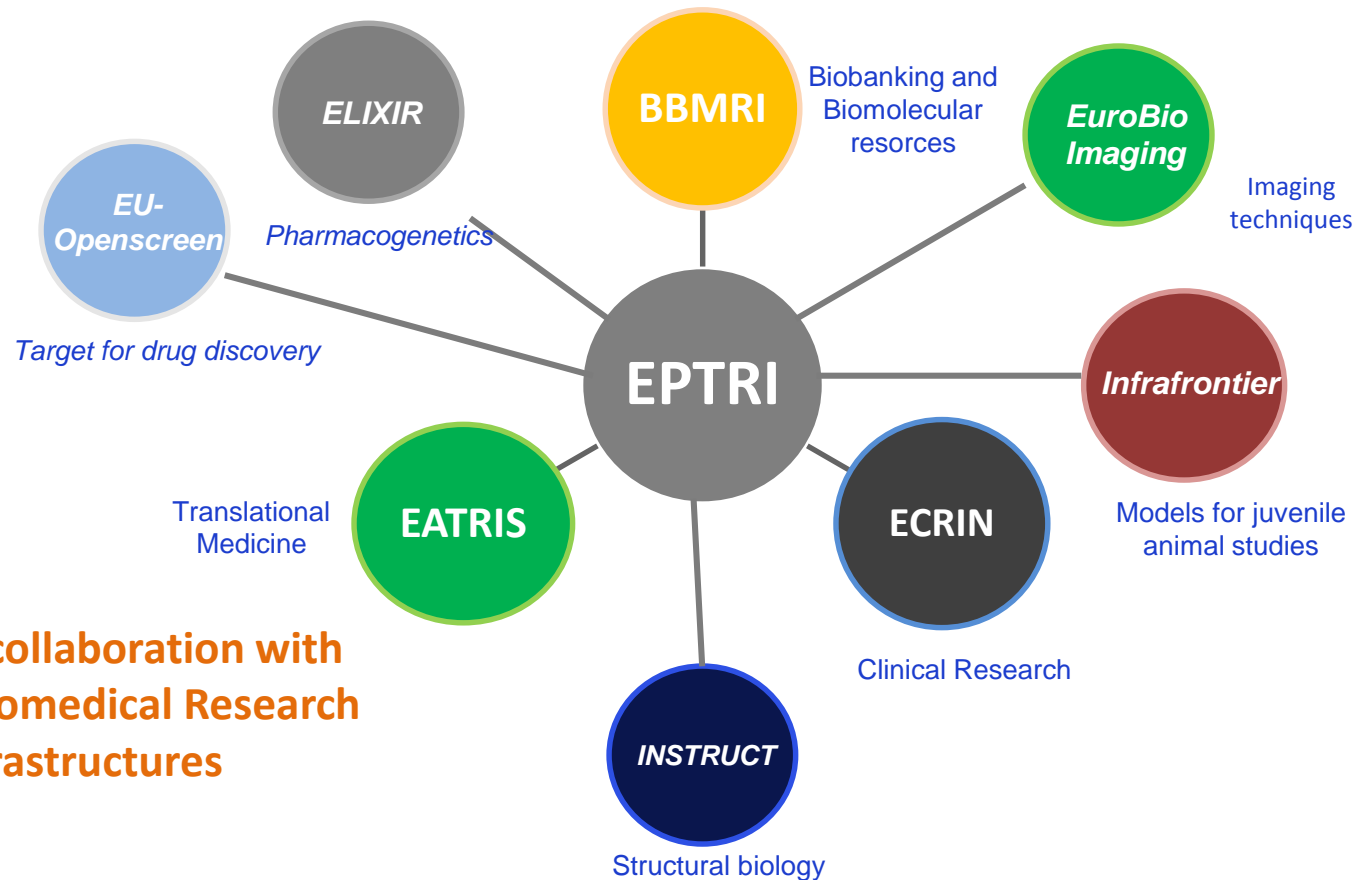 ELIXIR
BBMRI
Biobanking and
Biomolecular
resorces
EuroBio
Imaging
Imaging
techniques
EU-
Openscreen
Pharmacogenetics
Target for drug discovery
EPTRI
Infrafrontier
Models for juvenile
animal studies
Translational
Medicine
EATRIS
ECRIN
Clinical Research
collaboration with
omedical Research
rastructures
INSTRUCT
Structural biology